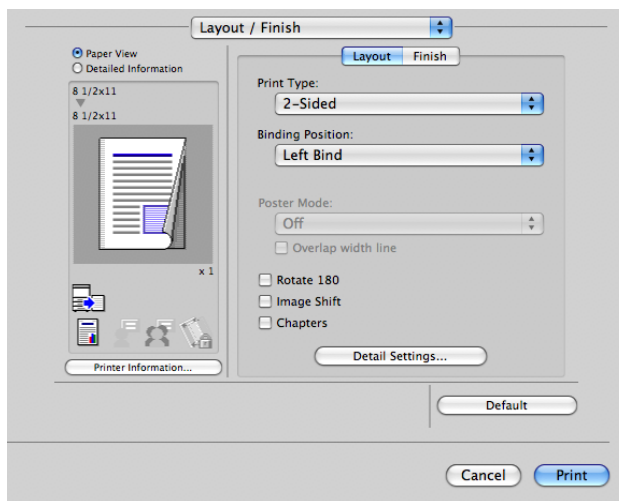 Layout / Finish
Paper View
Detailed Information
8 1/2x11
8 1/2x11
x 1
Printer Information...
Layout Finish
Print Type:
2-Sided
Binding Position:
Left Bind
Poster Mode:
Off
Overlap width line
Rotate 180
Image Shift
Chapters
Detail Settings...
Default
Cancel Print